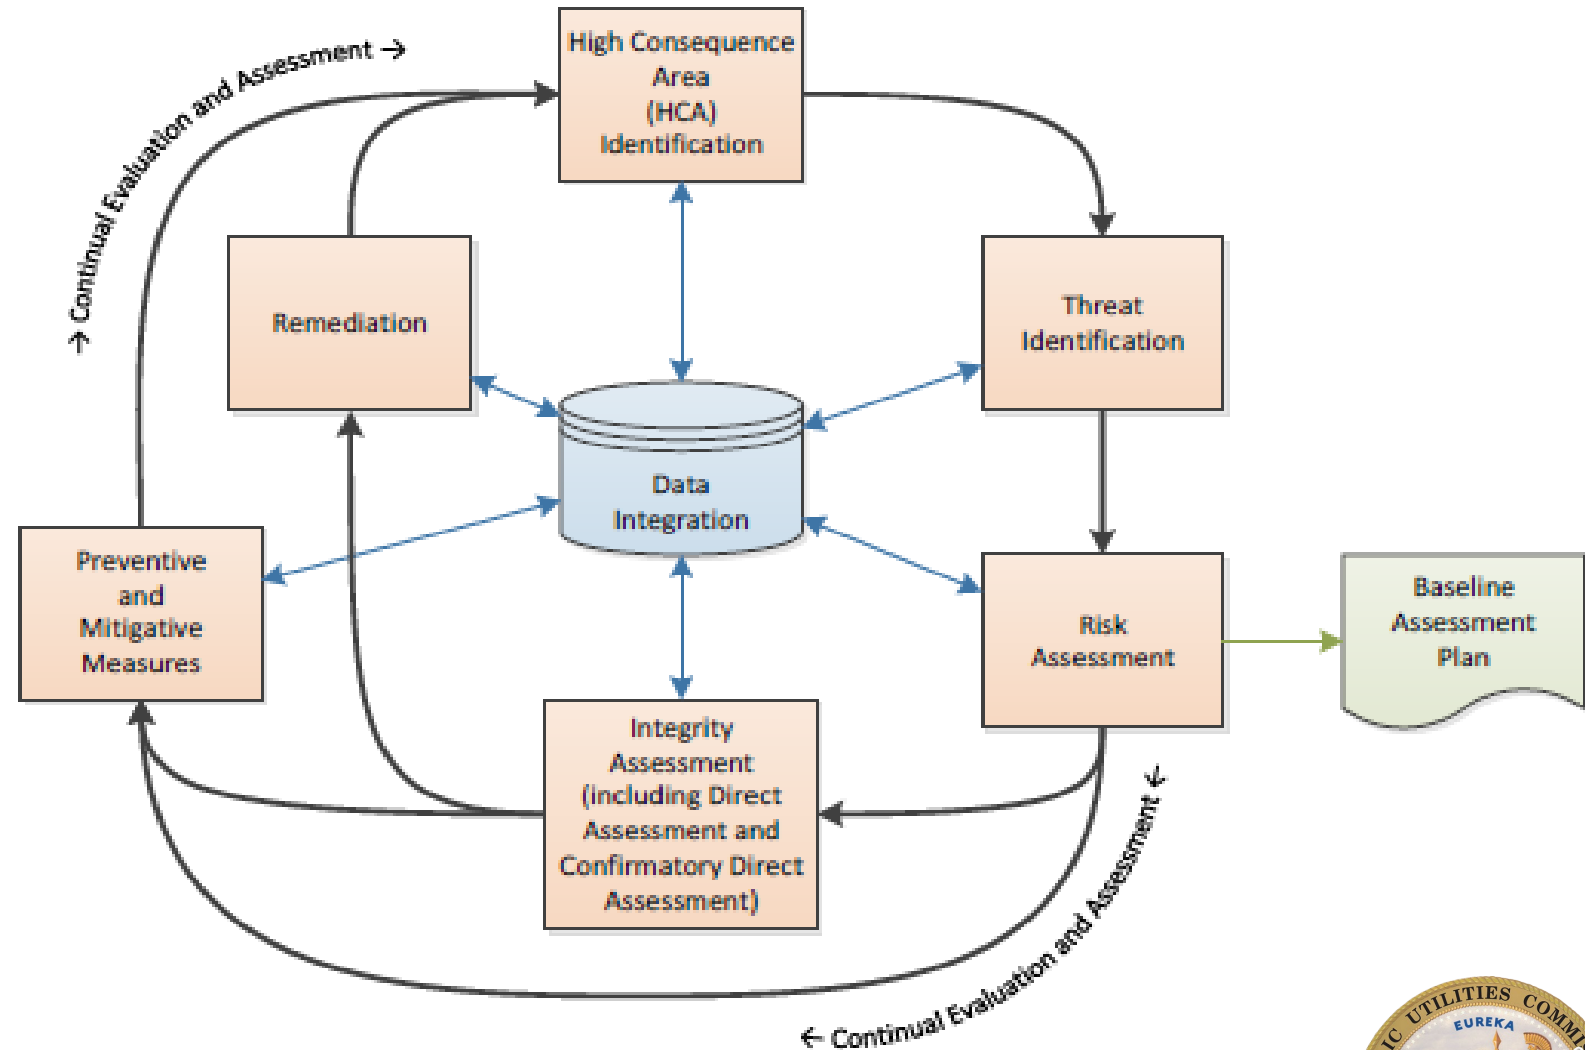 → Continual Evaluation and Assessment →
High Consequence
Area
(HCA)
Identification
Remediation
Threat
Identification
Data
Integration
Preventive
and
Mitigative
Measures
Risk
Assessment
Baseline
Assessment
Plan
Integrity
Assessment
(including Direct
Assessment and
Confirmatory Direct
Assessment)
← Continual Evaluation and Assessment ←
UTILITIES
EUREKA